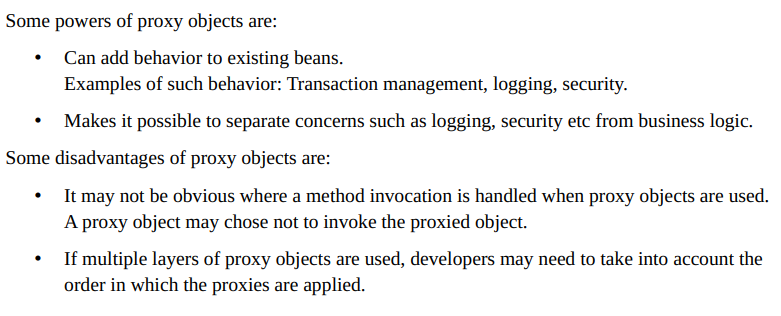 Some powers of proxy objects are:
• Can add behavior to existing beans.
Examples of such behavior: Transaction management, logging, security.
• Makes it possible to separate concerns such as logging, security etc from business logic.
Some disadvantages of proxy objects are:
• It may not be obvious where a method invocation is handled when proxy objects are used.
A proxy object may chose not to invoke the proxied object.
• If multiple layers of proxy objects are used, developers may need to take into account the
order in which the proxies are applied.